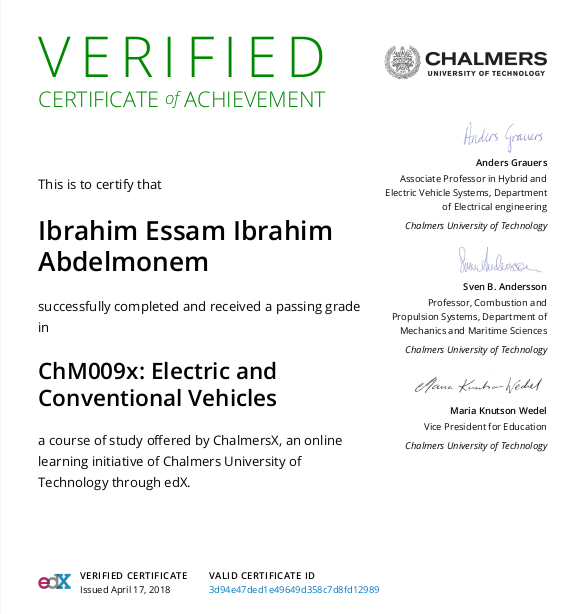 VERIFIED
CERTIFICATE of ACHIEVEMENT
CHALMERS
UNIVERSITY OF TECHNOLOGY
This is to certify that
Ibrahim Essam Ibrahim
Abdelmonem
successfully completed and received a passing grade
in
ChM009x: Electric and
Conventional Vehicles
a course of study offered by ChalmersX, an online
learning initiative of Chalmers University of
Technology through edX.
Anders Grauers
Anders Grauers
Associate Professor in Hybrid and
Electric Vehicle Systems, Department
of Electrical engineering
Chalmers University of Technology
Sven B. Andersson
Professor, Combustion and
Propulsion Systems, Department of
Mechanics and Maritime Sciences
Chalmers University of Technology
Maria Knutson Wedel
Maria Knutson Wedel
Vice President for Education
Chalmers University of Technology
edX
VERIFIED CERTIFICATE
Issued April 17, 2018
VALID CERTIFICATE ID
3d94e47ded1e49649d358c7d8fd12989